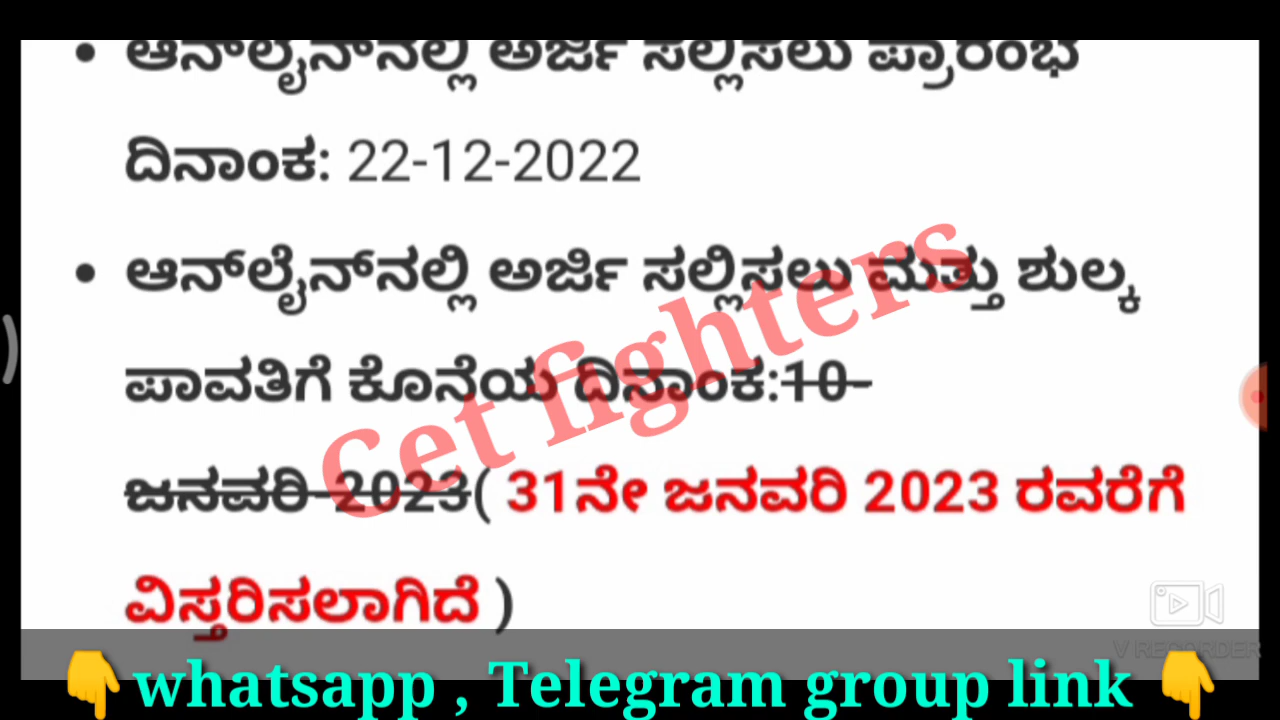 • ಆನ್‌ಲೈನ್‌ನಲ್ಲಿ ಅರ್ಜಿ ಸಲ್ಲಿಸಲು ಪ್ರಾರಂಭ
ದಿನಾಂಕ: 22-12-2022
• ಆನ್‌ಲೈನ್‌ನಲ್ಲಿ ಅರ್ಜಿ ಸಲ್ಲಿಸಲು ಮತ್ತು ಶುಲ್ಕ
ಪಾವತಿಗೆ ಕೊನೆಯ ದಿನಾಂಕ:10-
ಜನವರಿ-2023( 31ನೇ ಜನವರಿ 2023 ರವರೆಗೆ
ವಿಸ್ತರಿಸಲಾಗಿದೆ )
Cet fighters
V RECORDER
👇whatsapp , Telegram group link 👇